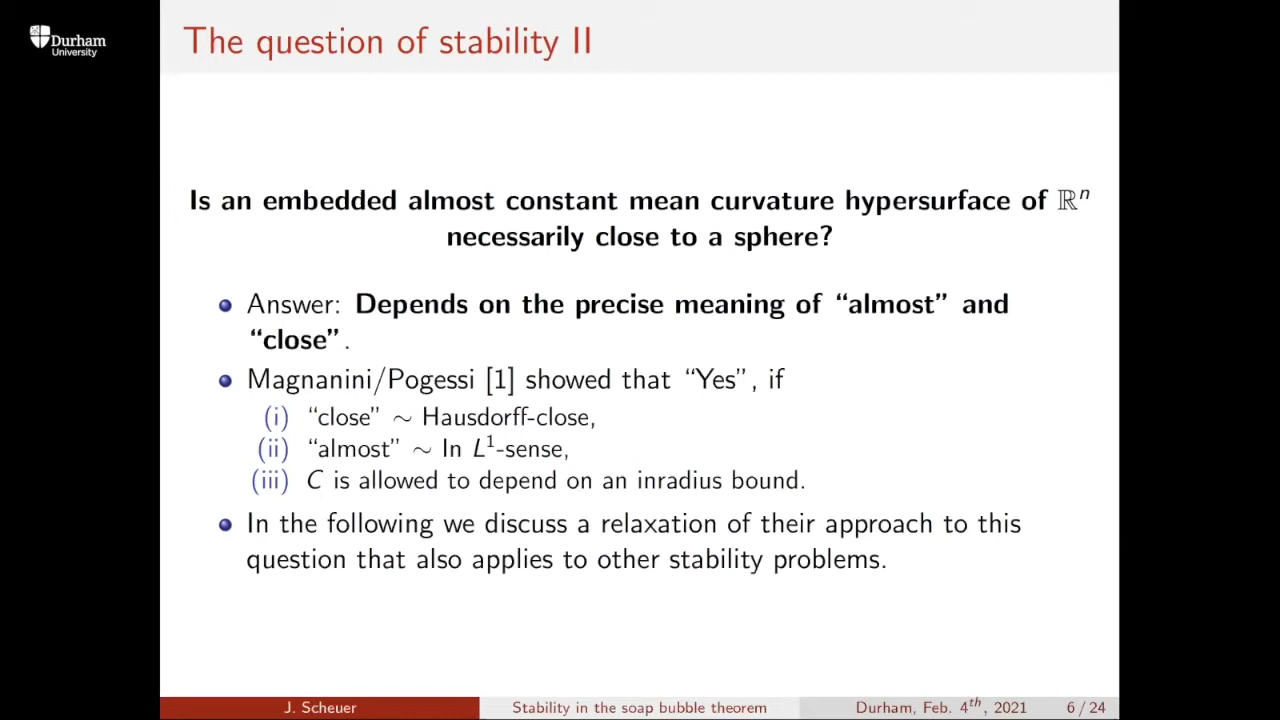 Durham
University
The question of stability II
Is an embedded almost constant mean curvature hypersurface of ℝⁿ
necessarily close to a sphere?
Answer: Depends on the precise meaning of “almost” and
“close”.
Magnanini/Pogessi [1] showed that “Yes”, if
(i) “close” ∼ Hausdorff-close,
(ii) “almost” ∼ In L¹-sense,
(iii) C is allowed to depend on an inradius bound.
In the following we discuss a relaxation of their approach to this
question that also applies to other stability problems.
J. Scheuer Stability in the soap bubble theorem Durham, Feb. 4ᵗʰ, 2021 6 / 24